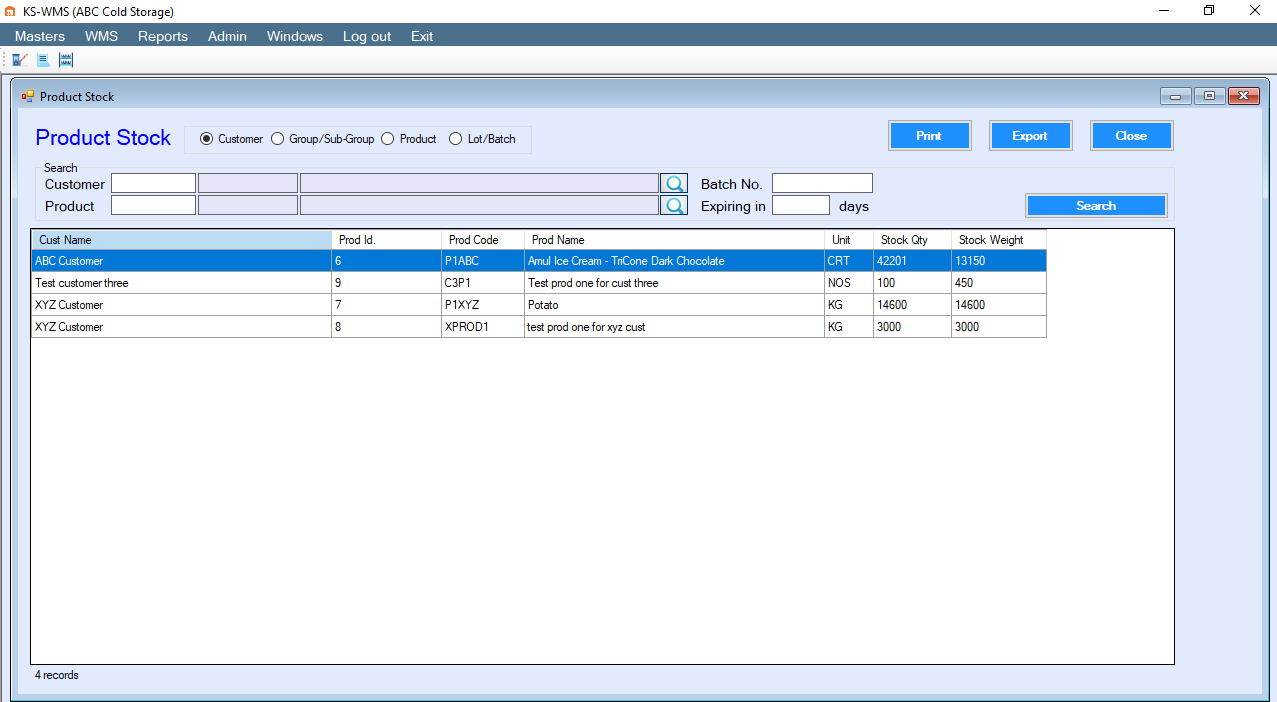 KS-WMS (ABC Cold Storage)
Masters WMS Reports Admin Windows Log out Exit
Product Stock
Product Stock Customer Group/Sub-Group Product Lot/Batch Print Export Close
Search
Customer Batch No.
Product Expiring in days Search
Cust Name Prod Id. Prod Code Prod Name Unit Stock Qty Stock Weight
ABC Customer 6 P1ABC Amul Ice Cream - TriCone Dark Chocolate CRT 42201 13150
Test customer three 9 C3P1 Test prod one for cust three NOS 100 450
XYZ Customer 7 P1XYZ Potato KG 14600 14600
XYZ Customer 8 XPROD1 test prod one for xyz cust KG 3000 3000
4 records